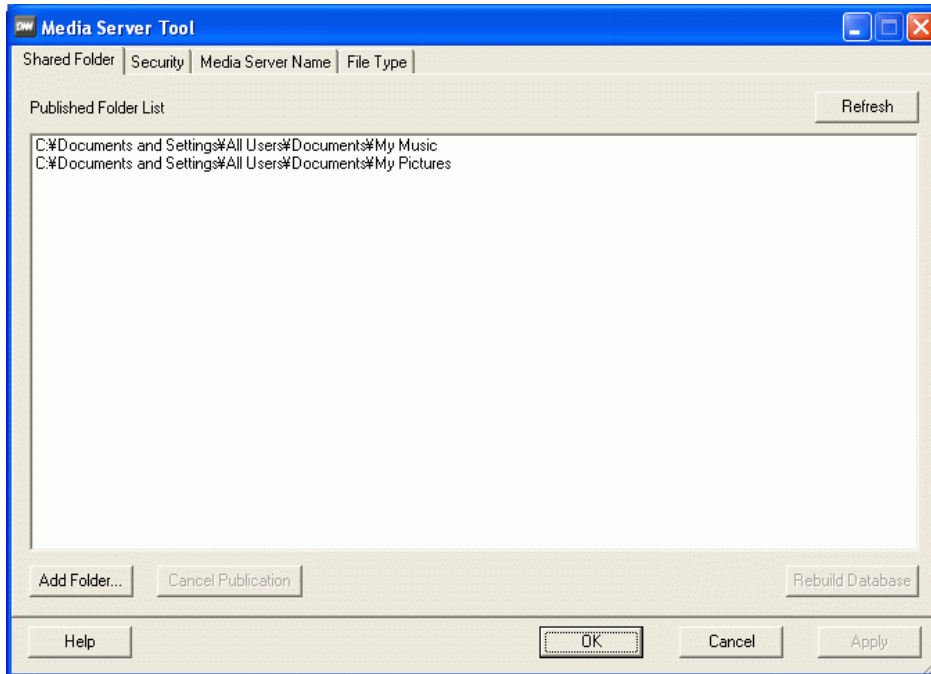 Media Server Tool
Shared Folder Security Media Server Name File Type
Published Folder List Refresh
C:¥Documents and Settings¥All Users¥Documents¥My Music
C:¥Documents and Settings¥All Users¥Documents¥My Pictures
Add Folder... Cancel Publication Rebuild Database
Help OK Cancel Apply